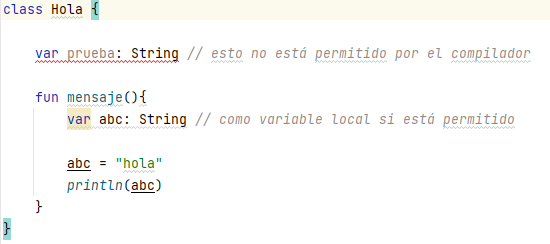 class Hola {
var prueba: String // esto no está permitido por el compilador
fun mensaje(){
var abc: String // como variable local si está permitido
abc = "hola"
println(abc)
}
}